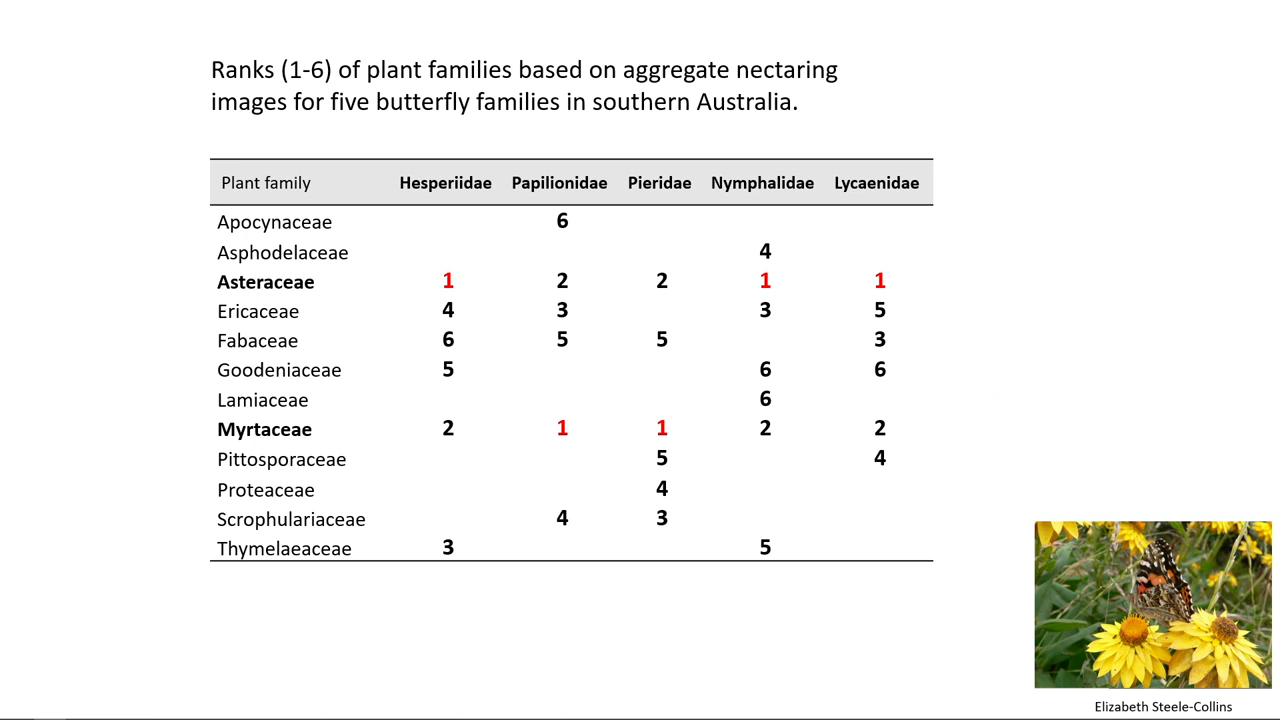 Ranks (1-6) of plant families based on aggregate nectaring
images for five butterfly families in southern Australia.
Plant family Hesperiidae Papilionidae Pieridae Nymphalidae Lycaenidae
Apocynaceae 6
Asphodelaceae 4
Asteraceae 1 2 2 1 1
Ericaceae 4 3 3 5
Fabaceae 6 5 5 3
Goodeniaceae 5 6 6
Lamiaceae 6
Myrtaceae 2 1 1 2 2
Pittosporaceae 5 4
Proteaceae 4
Scrophulariaceae 4 3
Thymelaeaceae 3 5
Elizabeth Steele-Collins